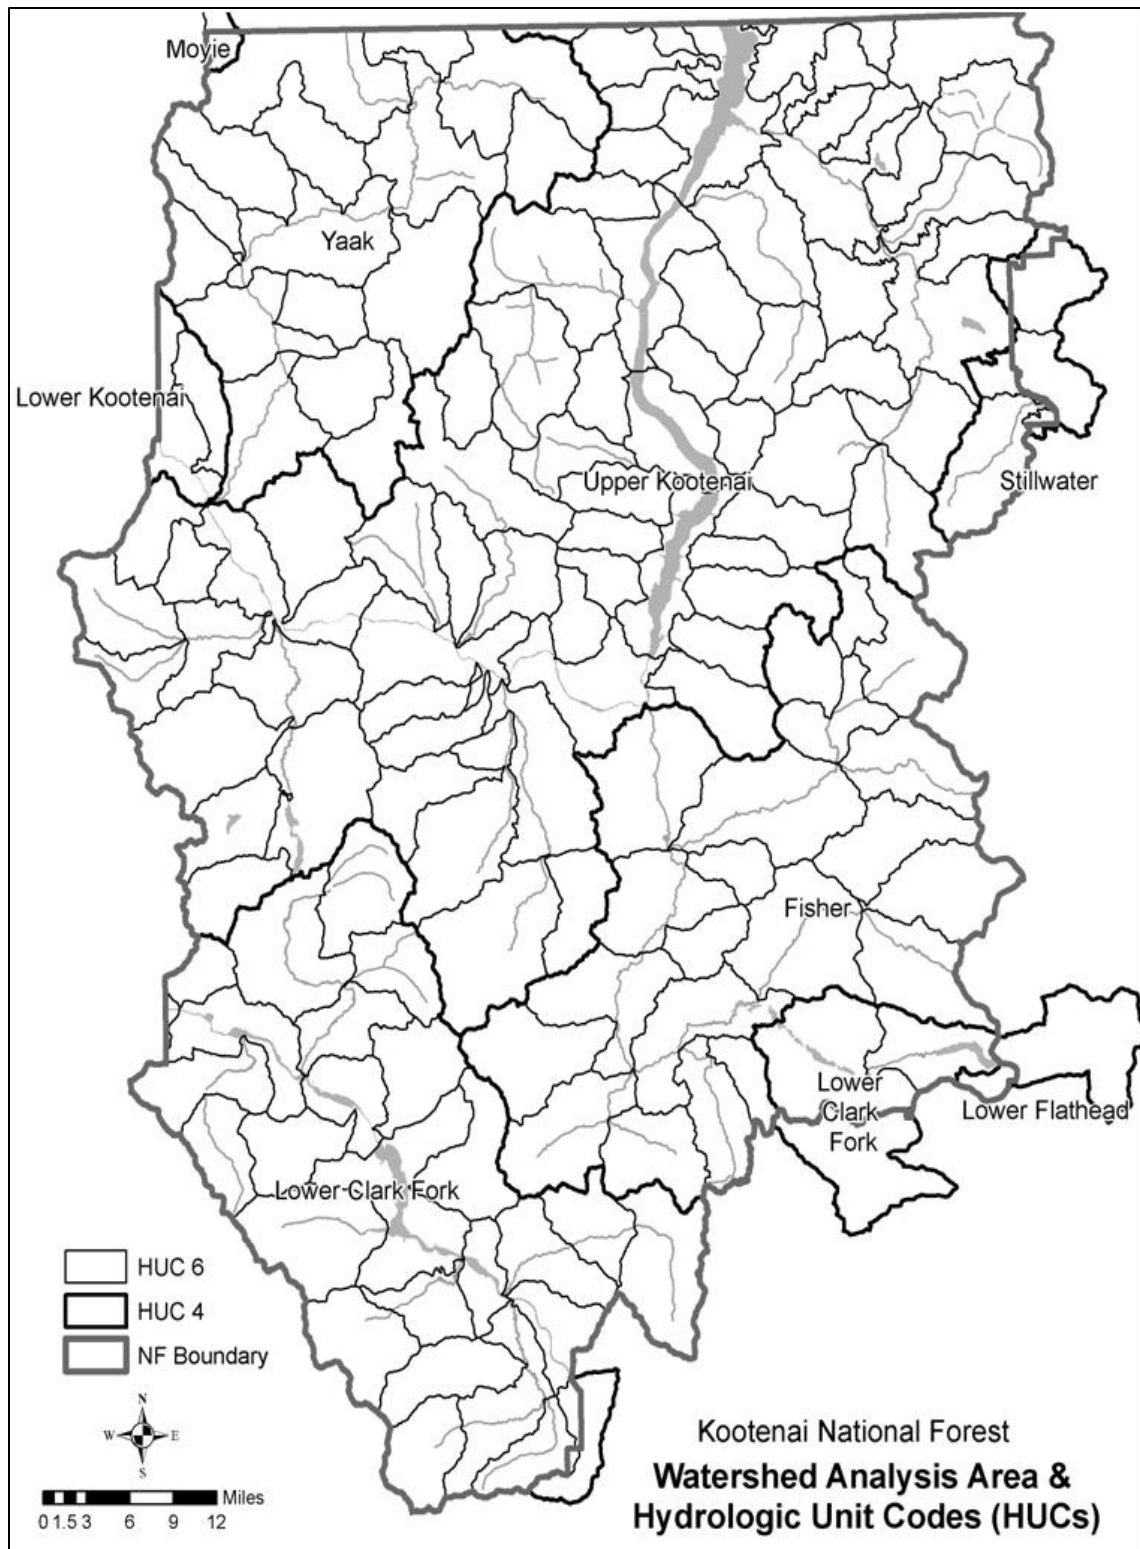 Moyie
Yaak
Lower Kootenai
Upper Kootenai
Stillwater
Fisher
Lower
Clark
Fork
Lower Flathead
Lower Clark Fork
HUC 6
HUC 4
NF Boundary
N
W E
S
Miles
0 1.5 3 6 9 12
Kootenai National Forest
Watershed Analysis Area &
Hydrologic Unit Codes (HUCs)